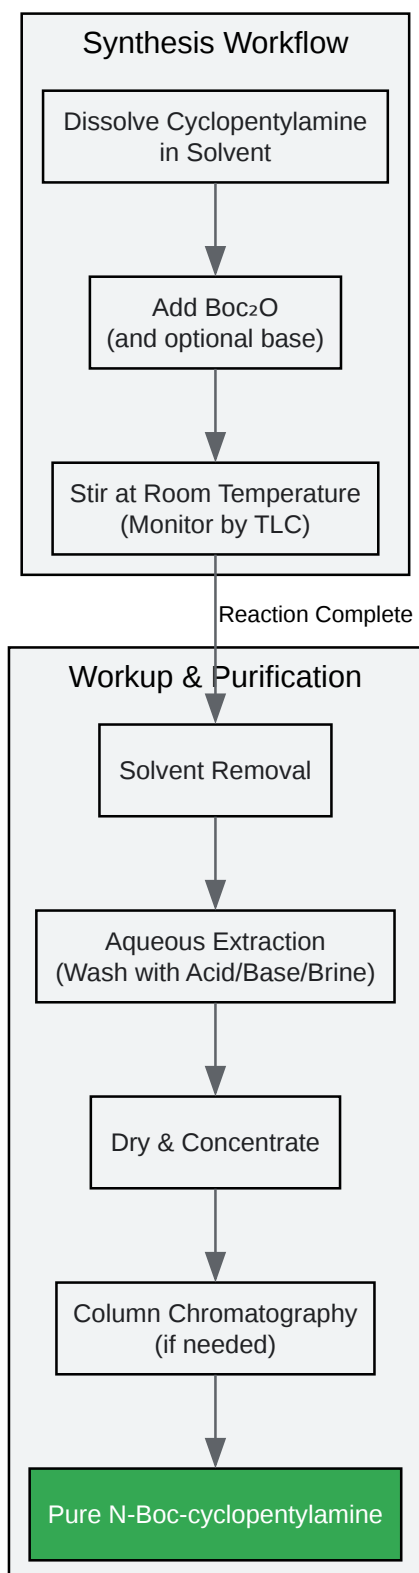 Synthesis Workflow
Dissolve Cyclopentylamine
in Solvent
Add Boc₂O
(and optional base)
Stir at Room Temperature
(Monitor by TLC)
Reaction Complete
Workup & Purification
Solvent Removal
Aqueous Extraction
(Wash with Acid/Base/Brine)
Dry & Concentrate
Column Chromatography
(if needed)
Pure N-Boc-cyclopentylamine